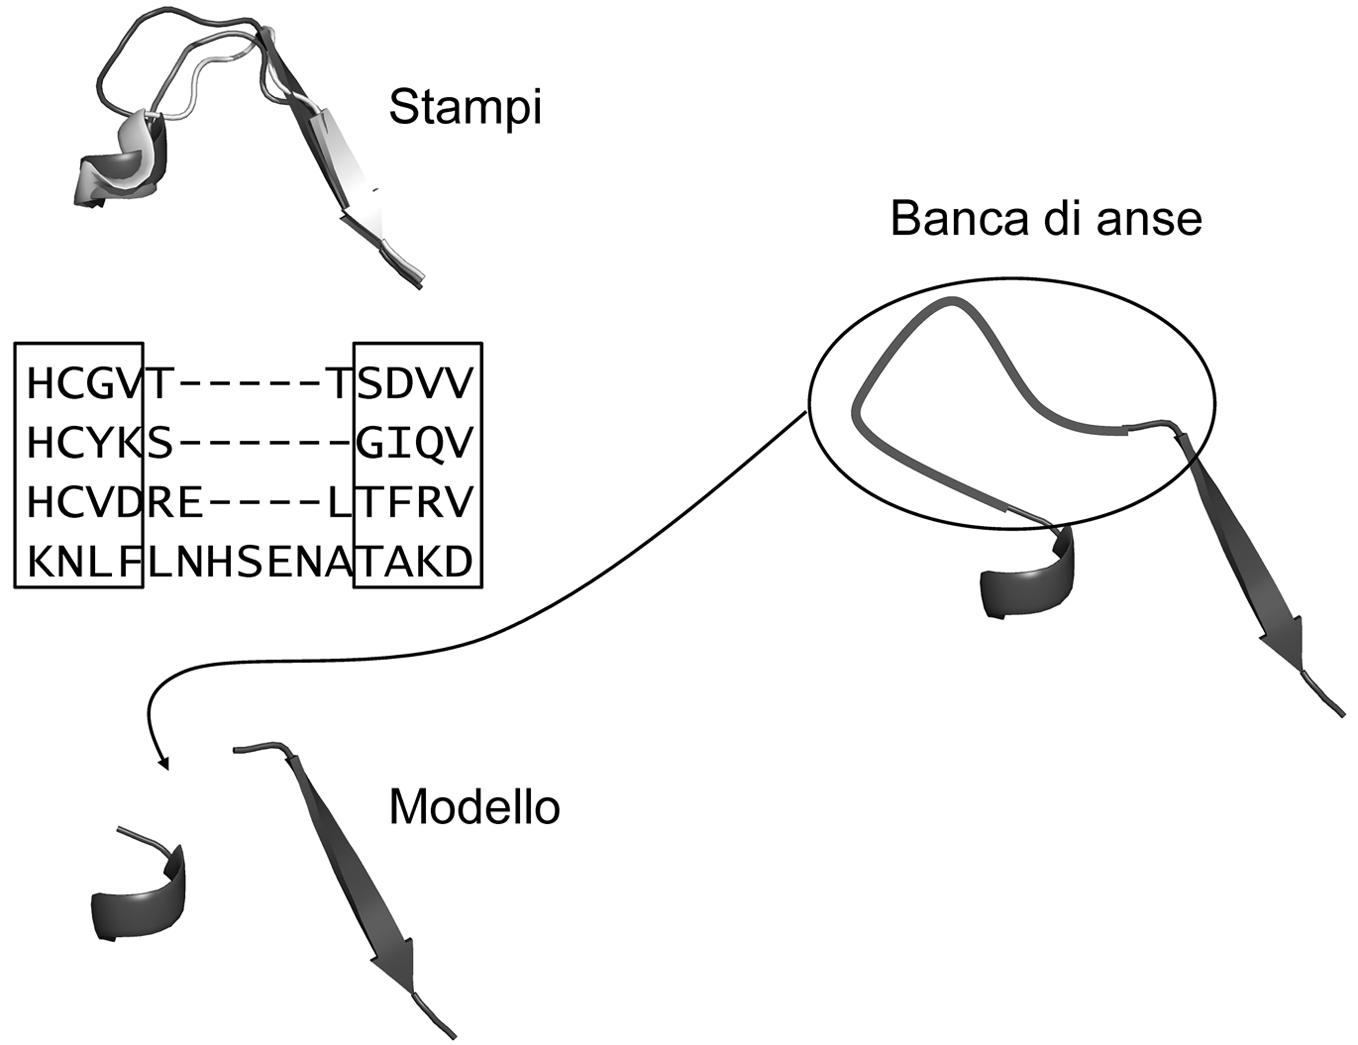 Stampi
Banca di anse
HCGVT-----TSDVV
HCYKS------GIQV
HCVDRE----LTFRV
KNLFLNHSENATAKD
Modello